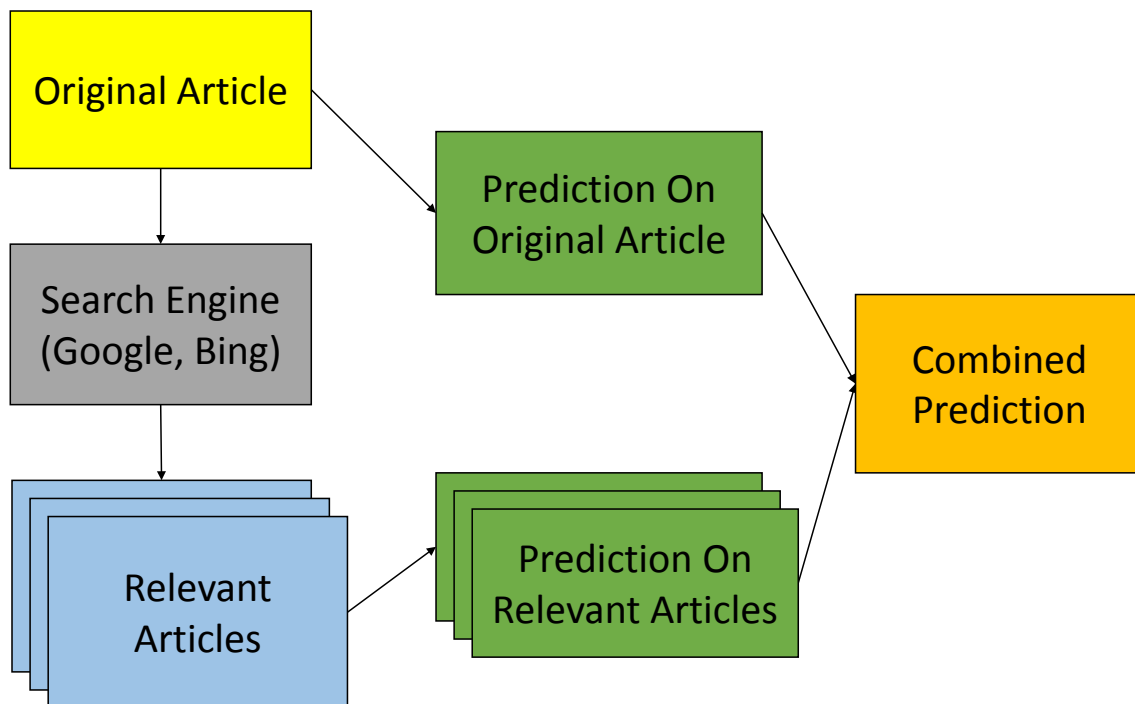 Original Article
Prediction On
Original Article
Search Engine
(Google, Bing)
Combined
Prediction
Relevant
Articles
Prediction On
Relevant Articles